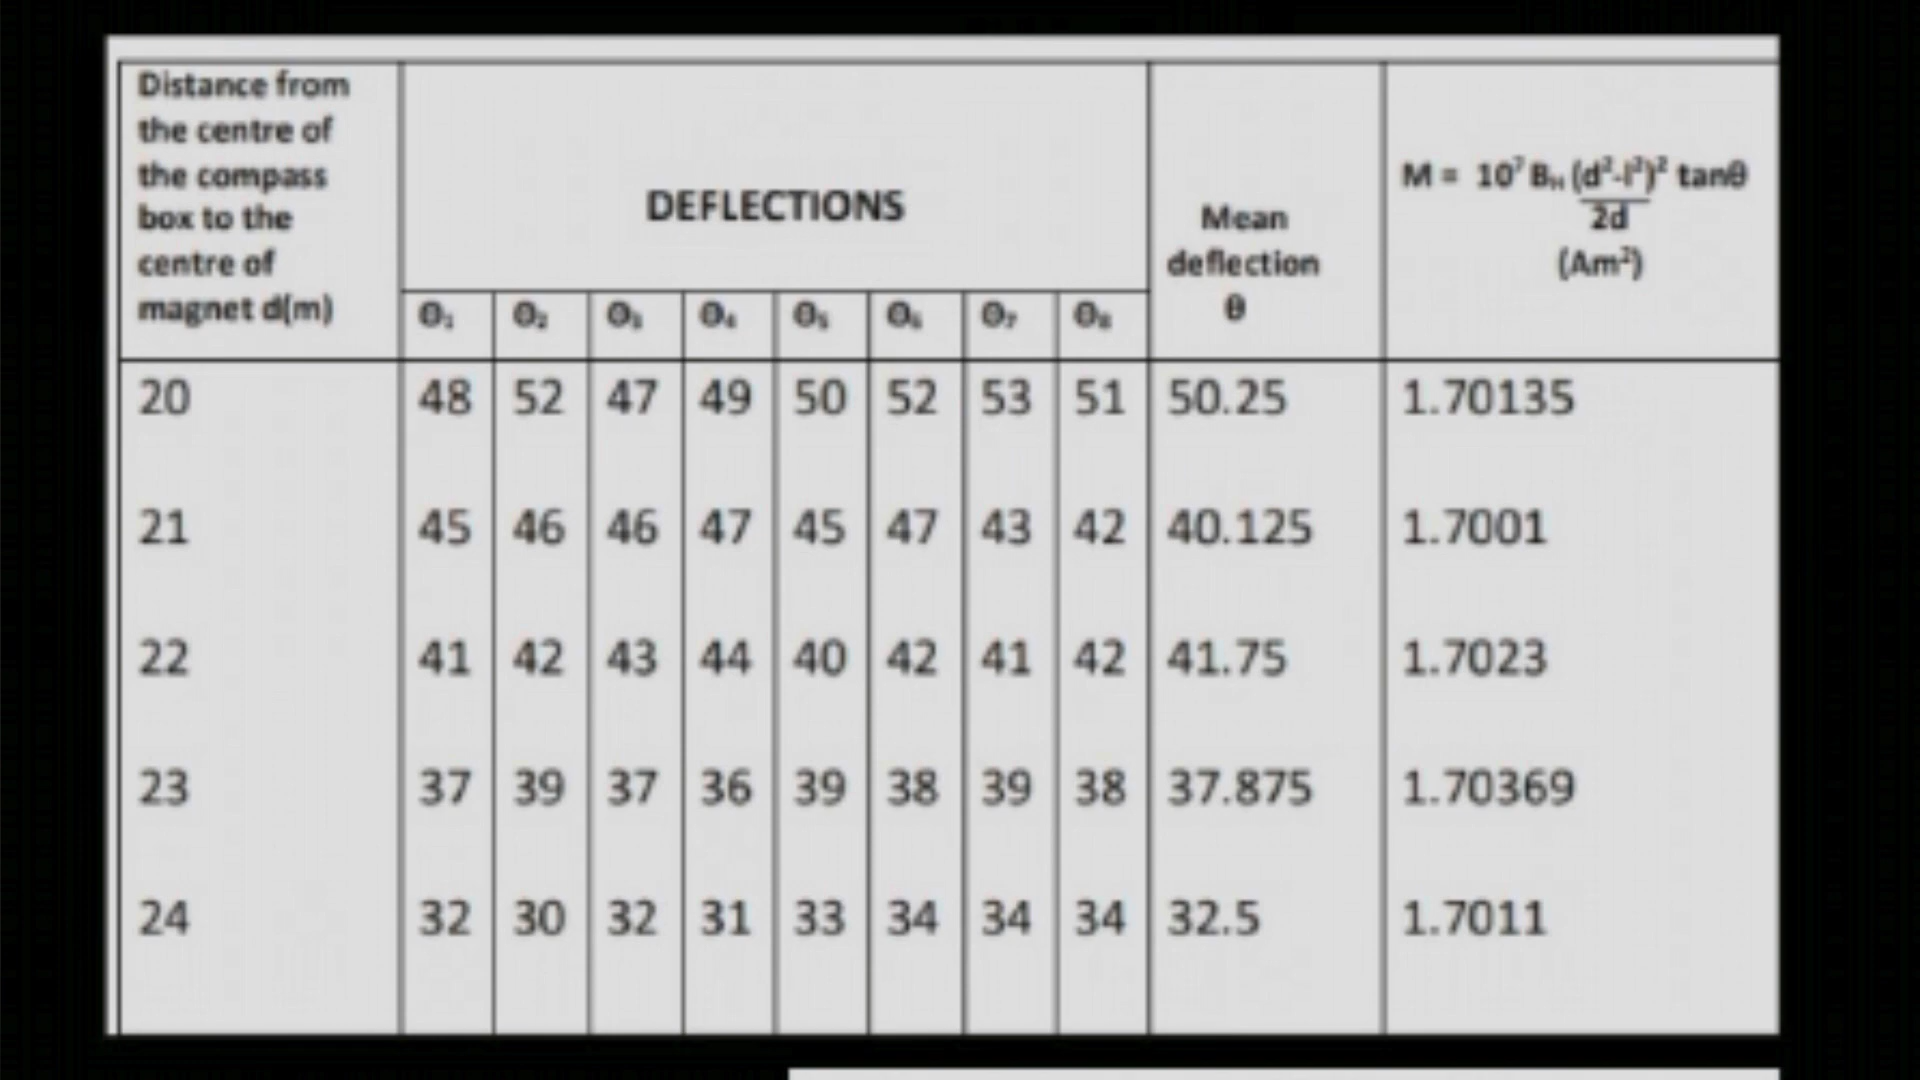 Distance from
the centre of
the compass
box to the
centre of
magnet d(m)
DEFLECTIONS
Θ₁ Θ₂ Θ₃ Θ₄ Θ₅ Θ₆ Θ₇ Θ₈
Mean
deflection
θ
M = 10⁷ Bₕ (d²-l²)² tanθ
2d
(Am²)
20 48 52 47 49 50 52 53 51 50.25 1.70135
21 45 46 46 47 45 47 43 42 40.125 1.7001
22 41 42 43 44 40 42 41 42 41.75 1.7023
23 37 39 37 36 39 38 39 38 37.875 1.70369
24 32 30 32 31 33 34 34 34 32.5 1.7011